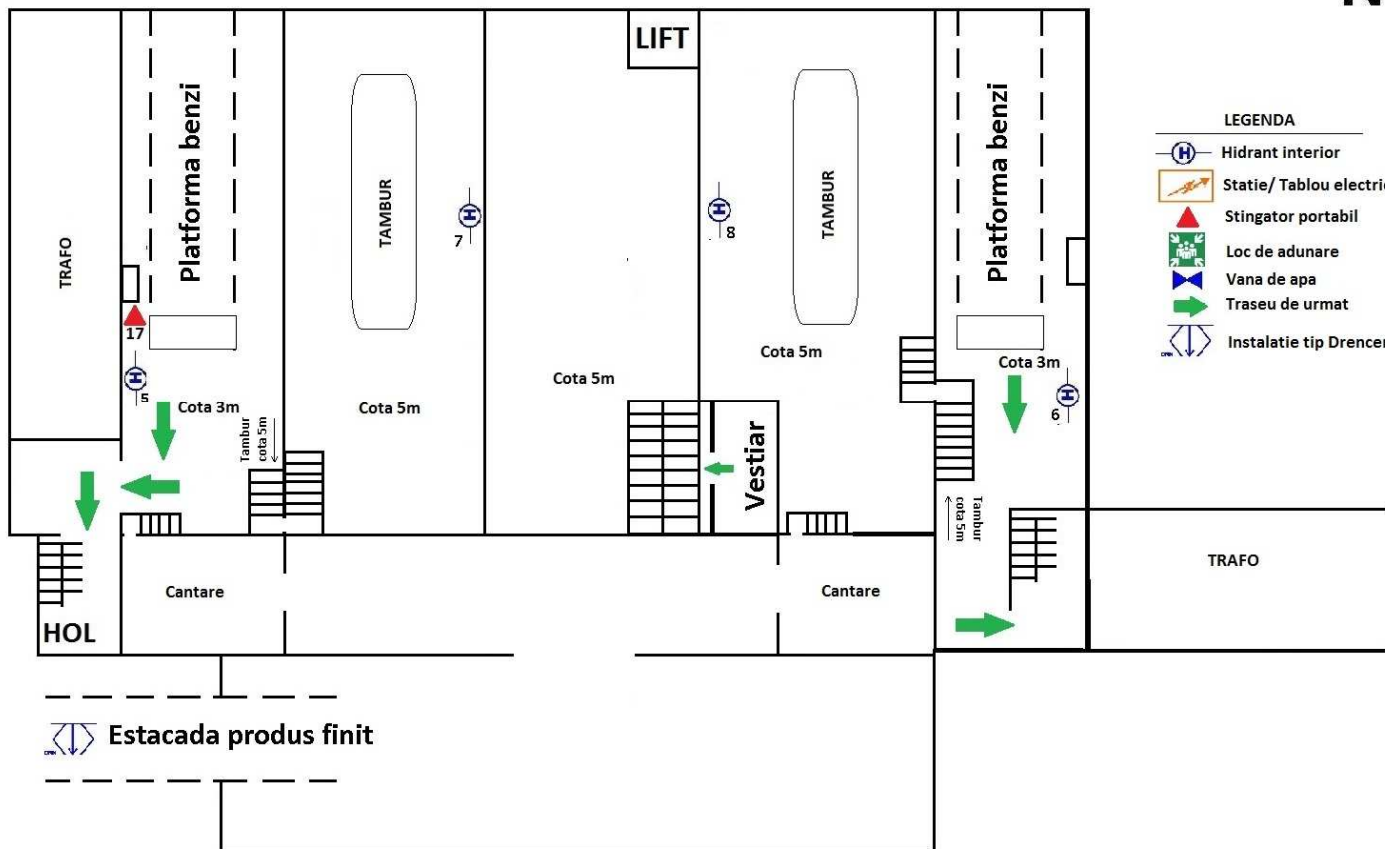 N
LIFT
TRAFO
Platforma benzi
TAMBUR
H
7
H
8
TAMBUR
Platforma benzi
17
H
5
Cota 3m
Cota 5m
Cota 5m
Cota 5m
Cota 3m
H
6
Tambur
cota 5m
Vestiar
Tambur
cota 5m
Cantare
Cantare
TRAFO
HOL
Estacada produs finit
LEGENDA
H
Hidrant interior
Statie/ Tablou electric
Stingator portabil
Loc de adunare
Vana de apa
Traseu de urmat
Instalatie tip Drencer